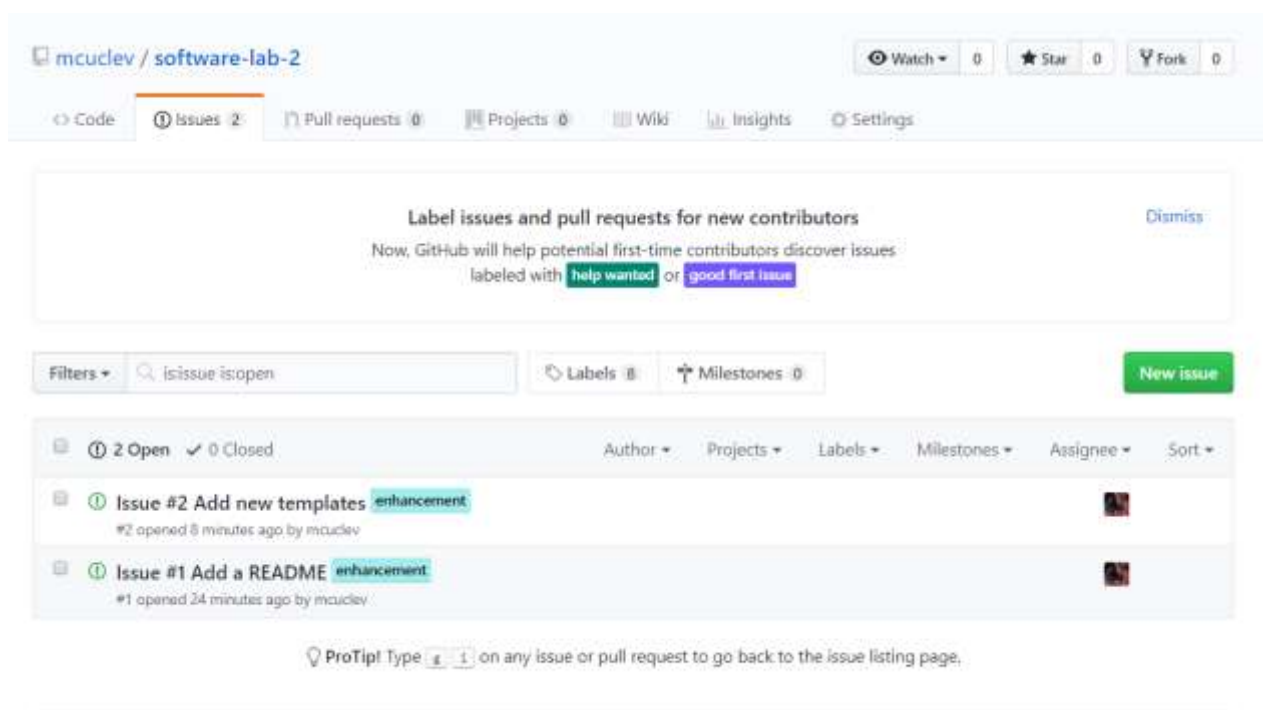 mcuclev / software-lab-2
Watch 0 Star 0 Fork 0
Code Issues 2 Pull requests 0 Projects 0 Wiki Insights Settings
Label issues and pull requests for new contributors
Dismiss
Now, GitHub will help potential first-time contributors discover issues
labeled with help wanted or good first issue
Filters is:issue is:open Labels 8 Milestones 0 New issue
2 Open 0 Closed Author Projects Labels Milestones Assignee Sort
Issue #2 Add new templates enhancement
#2 opened 8 minutes ago by mcuclev
Issue #1 Add a README enhancement
#1 opened 24 minutes ago by mcuclev
ProTip! Type g i on any issue or pull request to go back to the issue listing page.